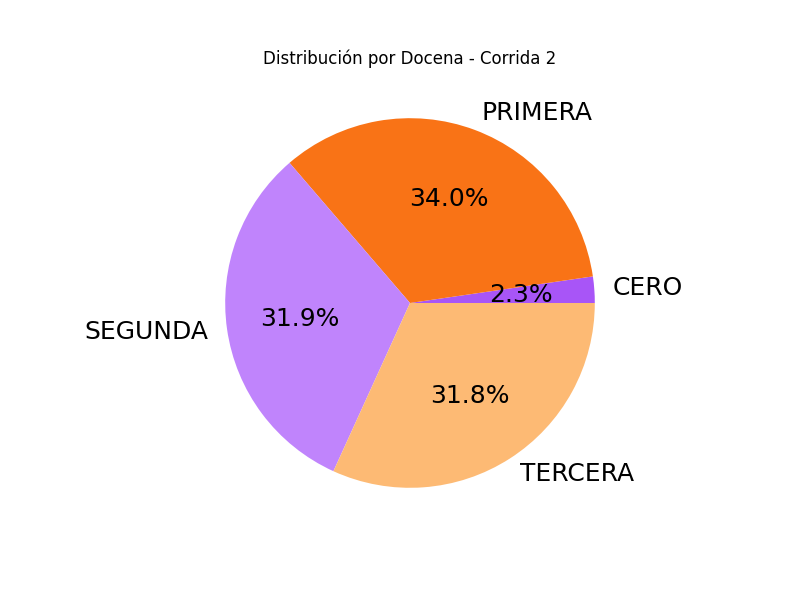 Distribución por Docena - Corrida 2
PRIMERA
34.0%
CERO
2.3%
SEGUNDA
31.9%
TERCERA
31.8%